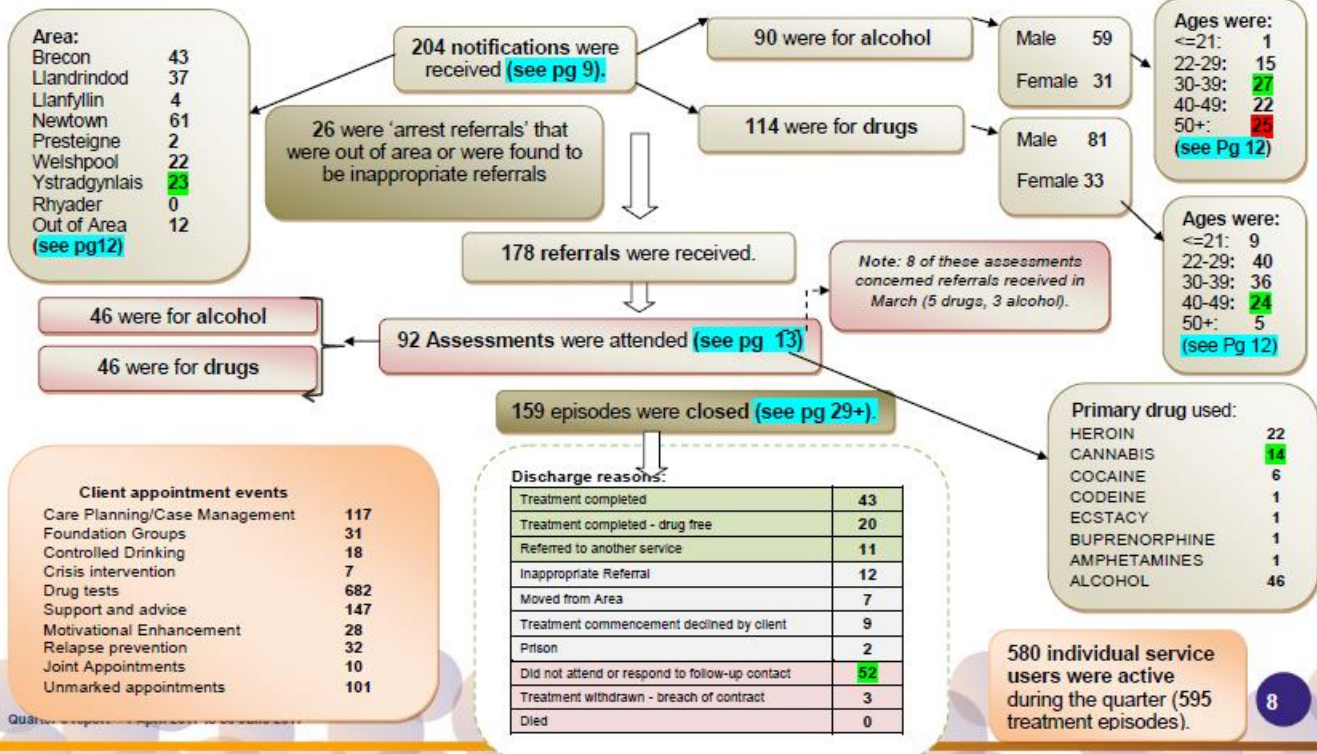 Area:
Brecon 43
Llandrindod 37
Llanfyllin 4
Newtown 61
Presteigne 2
Welshpool 22
Ystradgynlais 23
Rhyader 0
Out of Area 12
(see pg12)
204 notifications were
received (see pg 9).
26 were ‘arrest referrals’ that
were out of area or were found to
be inappropriate referrals
90 were for alcohol
114 were for drugs
Male 59
Female 31
Male 81
Female 33
Ages were:
<=21: 1
22-29: 15
30-39: 27
40-49: 22
50+: 25
(see Pg 12)
Ages were:
<=21: 9
22-29: 40
30-39: 36
40-49: 24
50+: 5
(see Pg 12)
178 referrals were received.
Note: 8 of these assessments
concerned referrals received in
March (5 drugs, 3 alcohol).
46 were for alcohol
46 were for drugs
92 Assessments were attended (see pg 13)
159 episodes were closed (see pg 29+).
Primary drug used:
HEROIN 22
CANNABIS 14
COCAINE 6
CODEINE 1
ECSTACY 1
BUPRENORPHINE 1
AMPHETAMINES 1
ALCOHOL 46
Client appointment events
Care Planning/Case Management 117
Foundation Groups 31
Controlled Drinking 18
Crisis intervention 7
Drug tests 682
Support and advice 147
Motivational Enhancement 28
Relapse prevention 32
Joint Appointments 10
Unmarked appointments 101
Discharge reasons:
Treatment completed 43
Treatment completed - drug free 20
Referred to another service 11
Inappropriate Referral 12
Moved from Area 7
Treatment commencement declined by client 9
Prison 2
Did not attend or respond to follow-up contact 52
Treatment withdrawn - breach of contract 3
Died 0
580 individual service
users were active
during the quarter (595
treatment episodes).
8